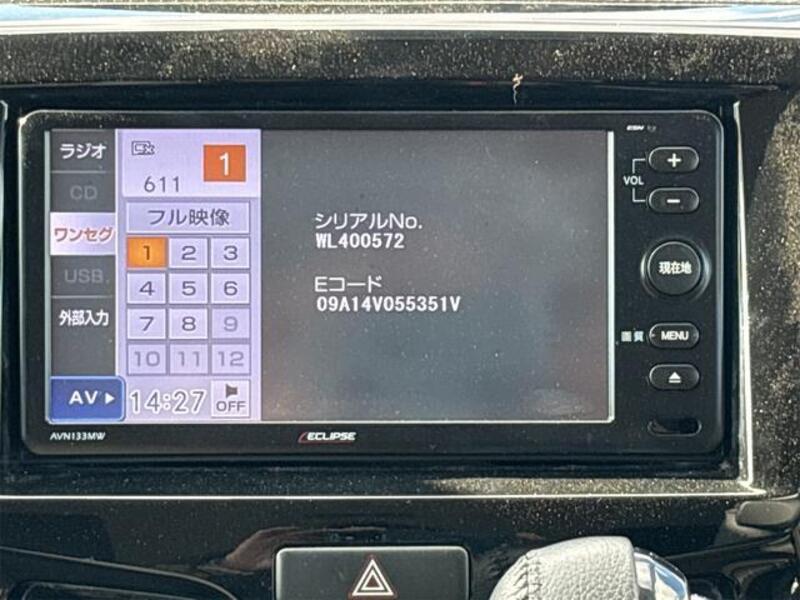 ラジオ
CD
ワンセグ
USB
外部入力
AV
1
611
フル映像
1 2 3
4 5 6
7 8 9
10 11 12
14:27
OFF
シリアルNo.
WL400572
Eコード
09A14V055351V
VOL
+
−
現在地
画質
MENU
AVN133MW
ECLIPSE